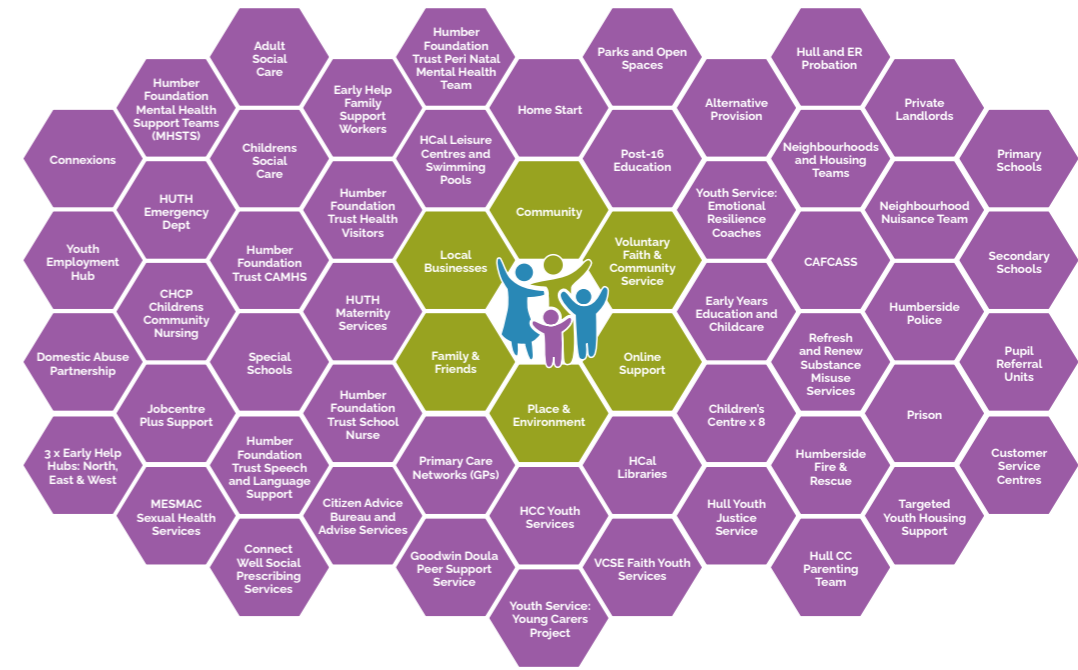 Connexions
Youth
Employment
Hub
Domestic Abuse
Partnership
3 x Early Help
Hubs: North,
East & West
Humber
Foundation
Mental Health
Support Teams
(MHSTS)
HUTH
Emergency
Dept
CHCP
Childrens
Community
Nursing
Jobcentre
Plus Support
MESMAC
Sexual Health
Services
Adult
Social
Care
Childrens
Social
Care
Humber
Foundation
Trust CAMHS
Special
Schools
Humber
Foundation
Trust Speech
and Language
Support
Connect
Well Social
Prescribing
Services
Early Help
Family
Support
Workers
Humber
Foundation
Trust Health
Visitors
HUTH
Maternity
Services
Humber
Foundation
Trust School
Nurse
Citizen Advice
Bureau and
Advise Services
Humber
Foundation
Trust Peri Natal
Mental Health
Team
HCal Leisure
Centres and
Swimming
Pools
Local
Businesses
Family &
Friends
Primary Care
Networks (GPs)
Goodwin Doula
Peer Support
Service
Home Start
Community
Place &
Environment
HCC Youth
Services
Youth Service:
Young Carers
Project
Parks and Open
Spaces
Post-16
Education
Voluntary
Faith &
Community
Service
Online
Support
HCal
Libraries
VCSE Faith Youth
Services
Alternative
Provision
Youth Service:
Emotional
Resilience
Coaches
Early Years
Education and
Childcare
Children's
Centre x 8
Hull Youth
Justice
Service
Hull and ER
Probation
Neighbourhoods
and Housing
Teams
CAFCASS
Refresh
and Renew
Substance
Misuse
Services
Humberside
Fire &
Rescue
Hull CC
Parenting
Team
Private
Landlords
Neighbourhood
Nuisance Team
Humberside
Police
Prison
Targeted
Youth Housing
Support
Primary
Schools
Secondary
Schools
Pupil
Referral
Units
Customer
Service
Centres